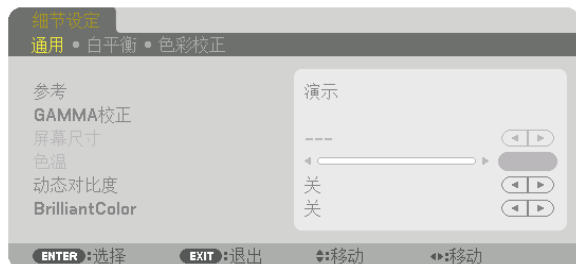 细节设定
通用 • 白平衡 • 色彩校正
参考 演示
GAMMA校正
屏幕尺寸 ---
色温
动态对比度 关
BrilliantColor 关
ENTER:选择 EXIT:退出 :移动 :移动